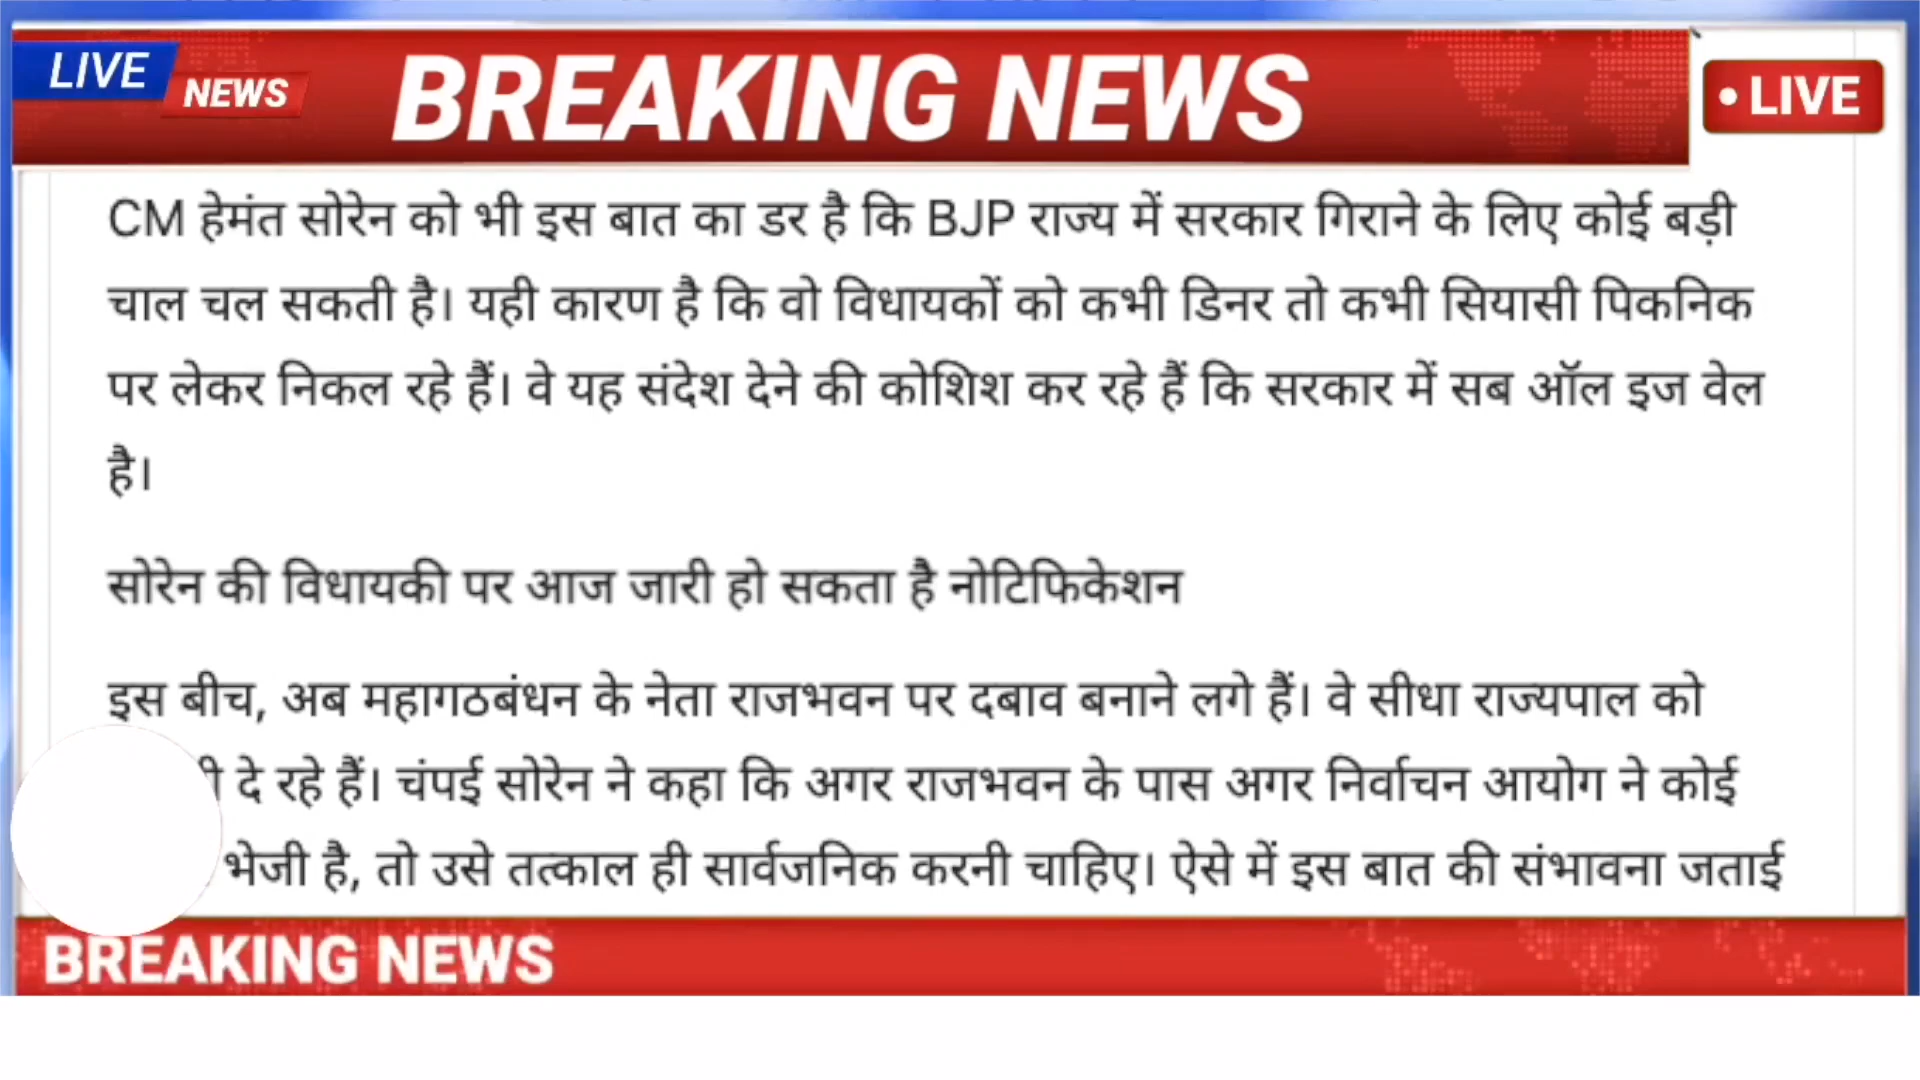 LIVE
NEWS
BREAKING NEWS
• LIVE
CM हेमंत सोरेन को भी इस बात का डर है कि BJP राज्य में सरकार गिराने के लिए कोई बड़ी
चाल चल सकती है। यही कारण है कि वो विधायकों को कभी डिनर तो कभी सियासी पिकनिक
पर लेकर निकल रहे हैं। वे यह संदेश देने की कोशिश कर रहे हैं कि सरकार में सब ऑल इज वेल
है।
सोरेन की विधायकी पर आज जारी हो सकता है नोटिफिकेशन
इस बीच, अब महागठबंधन के नेता राजभवन पर दबाव बनाने लगे हैं। वे सीधा राज्यपाल को
दे रहे हैं। चंपई सोरेन ने कहा कि अगर राजभवन के पास अगर निर्वाचन आयोग ने कोई
भेजी है, तो उसे तत्काल ही सार्वजनिक करनी चाहिए। ऐसे में इस बात की संभावना जताई
BREAKING NEWS